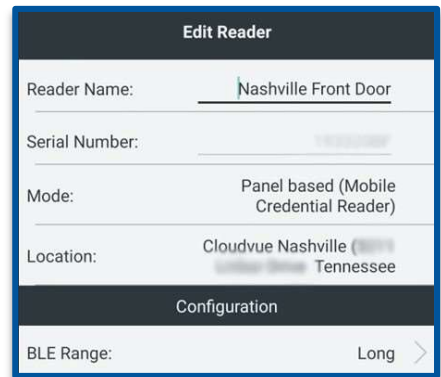 Edit Reader
Reader Name: Nashville Front Door
Serial Number:
Mode: Panel based (Mobile
Credential Reader)
Location: Cloudvue Nashville (
Tennessee
Configuration
BLE Range: Long